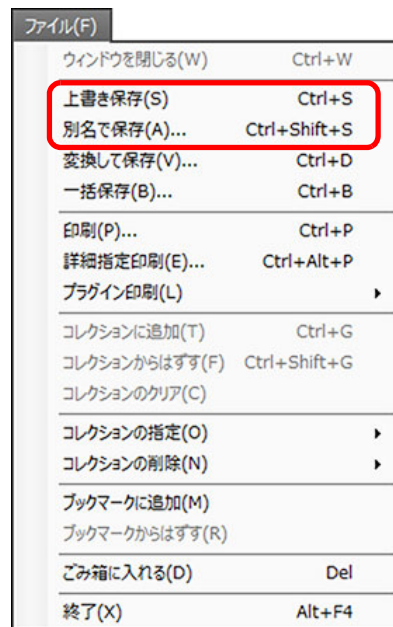 ファイル(F)
ウィンドウを閉じる(W) Ctrl+W
上書き保存(S) Ctrl+S
別名で保存(A)... Ctrl+Shift+S
変換して保存(V)... Ctrl+D
一括保存(B)... Ctrl+B
印刷(P)... Ctrl+P
詳細指定印刷(E)... Ctrl+Alt+P
プラグイン印刷(L)
コレクションに追加(T) Ctrl+G
コレクションからはずす(F) Ctrl+Shift+G
コレクションのクリア(C)
コレクションの指定(O)
コレクションの削除(N)
ブックマークに追加(M)
ブックマークからはずす(R)
ごみ箱に入れる(D) Del
終了(X) Alt+F4